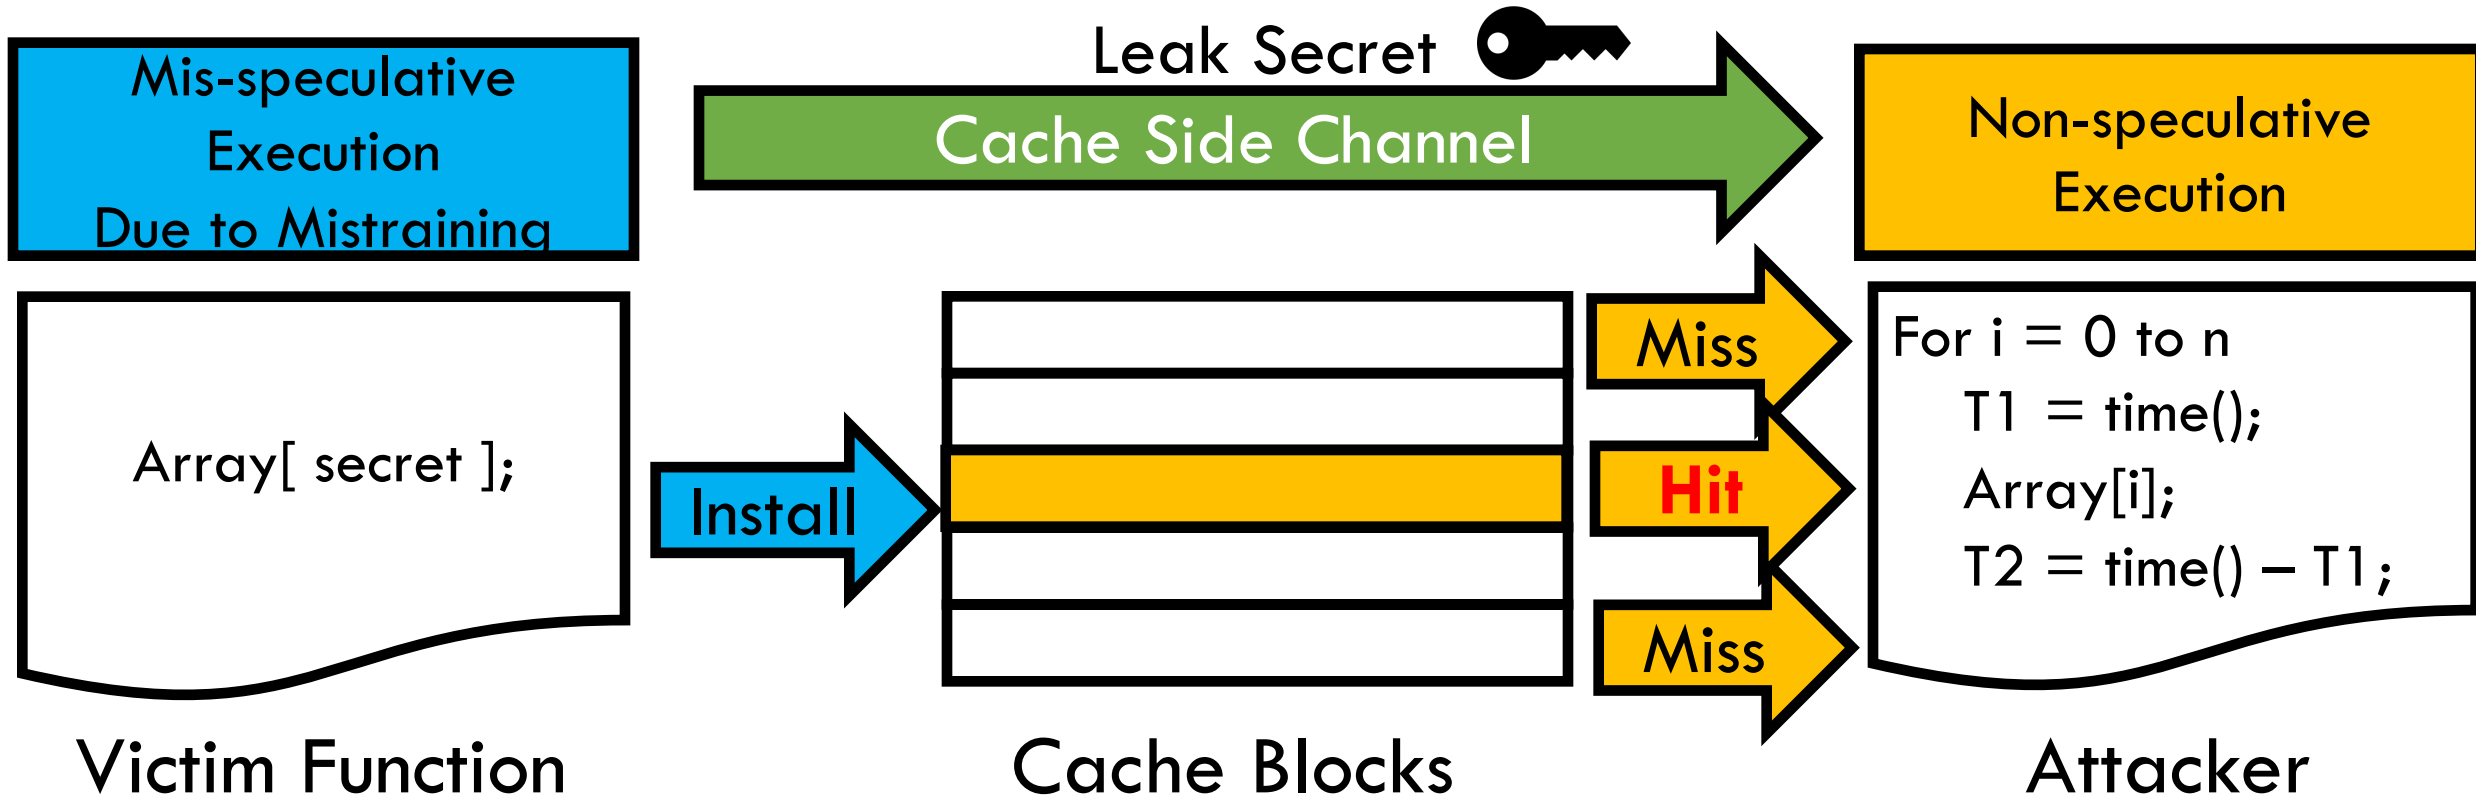 Leak Secret
Mis-speculative
Execution
Due to Mistraining
Cache Side Channel
Non-speculative
Execution
Array[ secret ];
Install
Miss
Hit
Miss
For i = 0 to n
T1 = time();
Array[i];
T2 = time() – T1;
Victim Function
Cache Blocks
Attacker